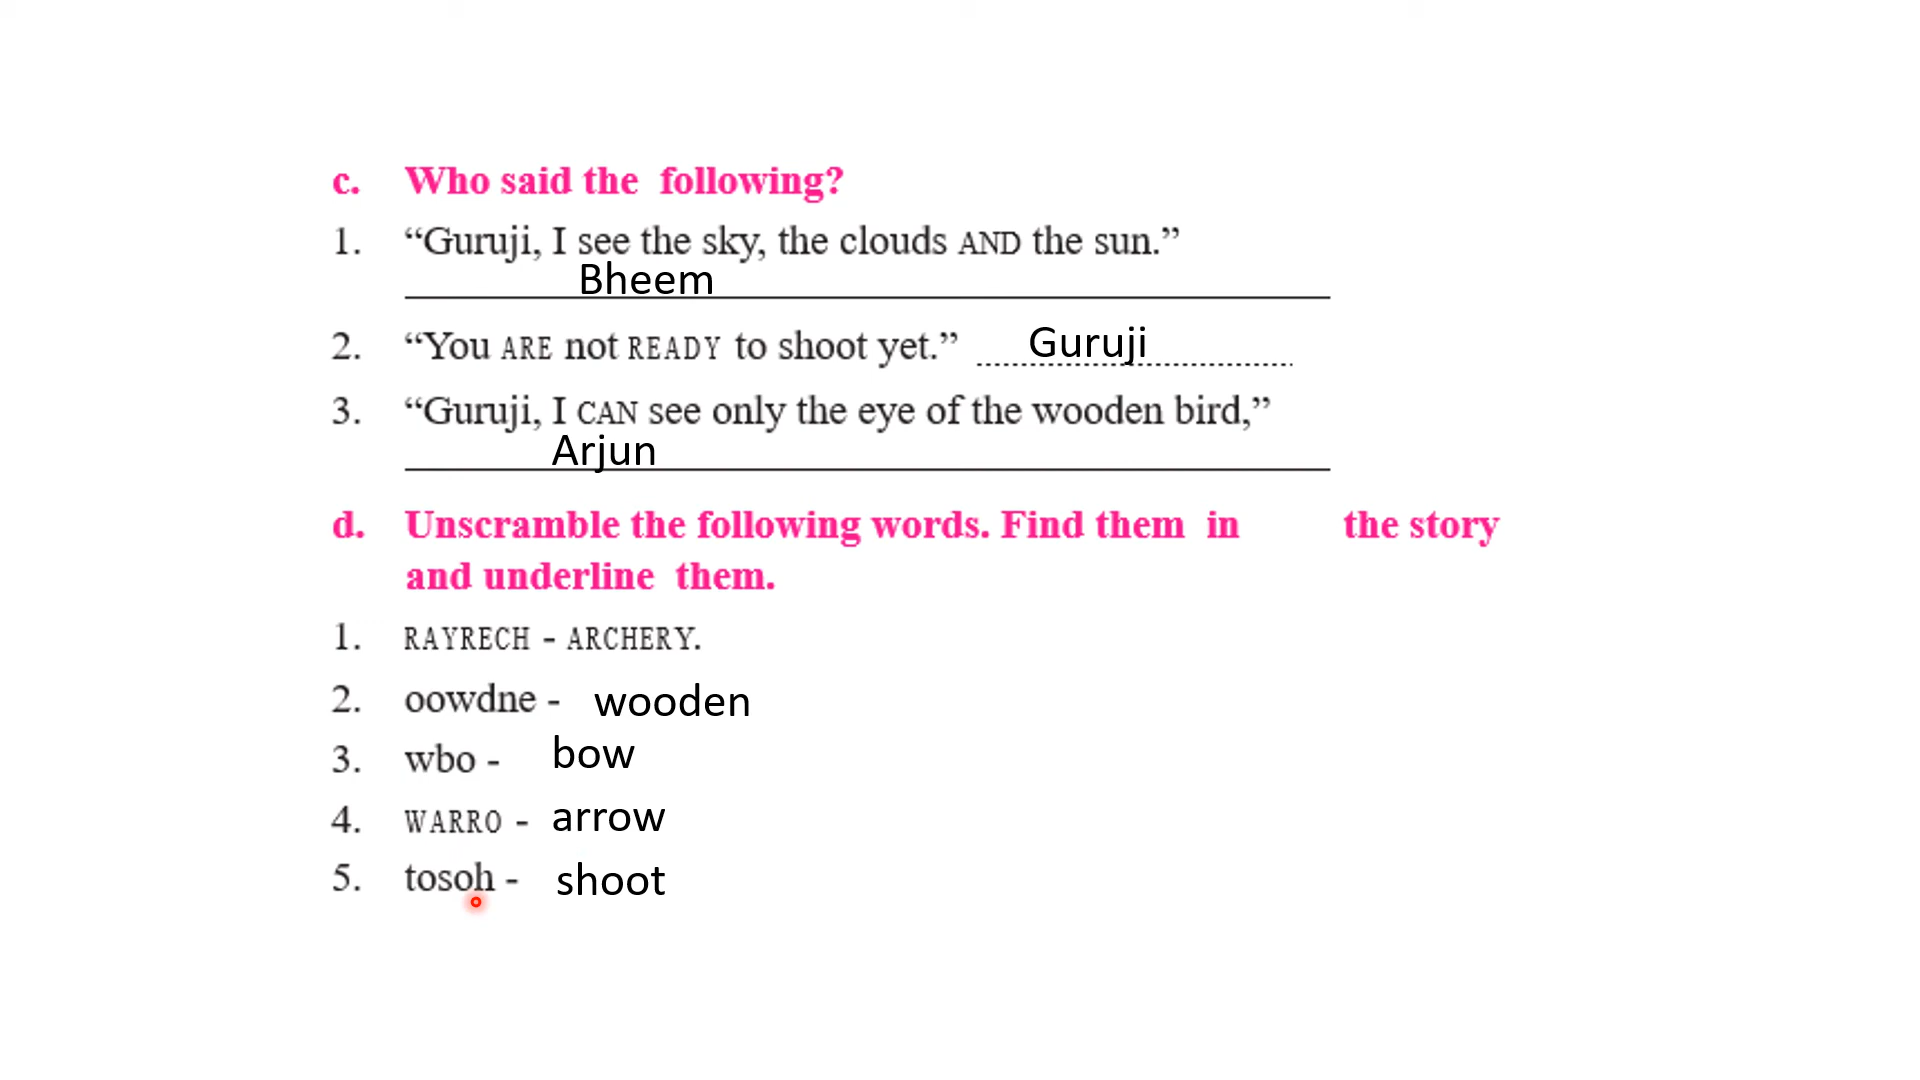 c. Who said the following?
1. “Guruji, I see the sky, the clouds AND the sun.”
Bheem
2. “You ARE not READY to shoot yet.” Guruji
3. “Guruji, I CAN see only the eye of the wooden bird,”
Arjun
d. Unscramble the following words. Find them in the story
and underline them.
1. RAYRECH - ARCHERY.
2. oowdne - wooden
3. wbo - bow
4. WARRO - arrow
5. tosoh - shoot